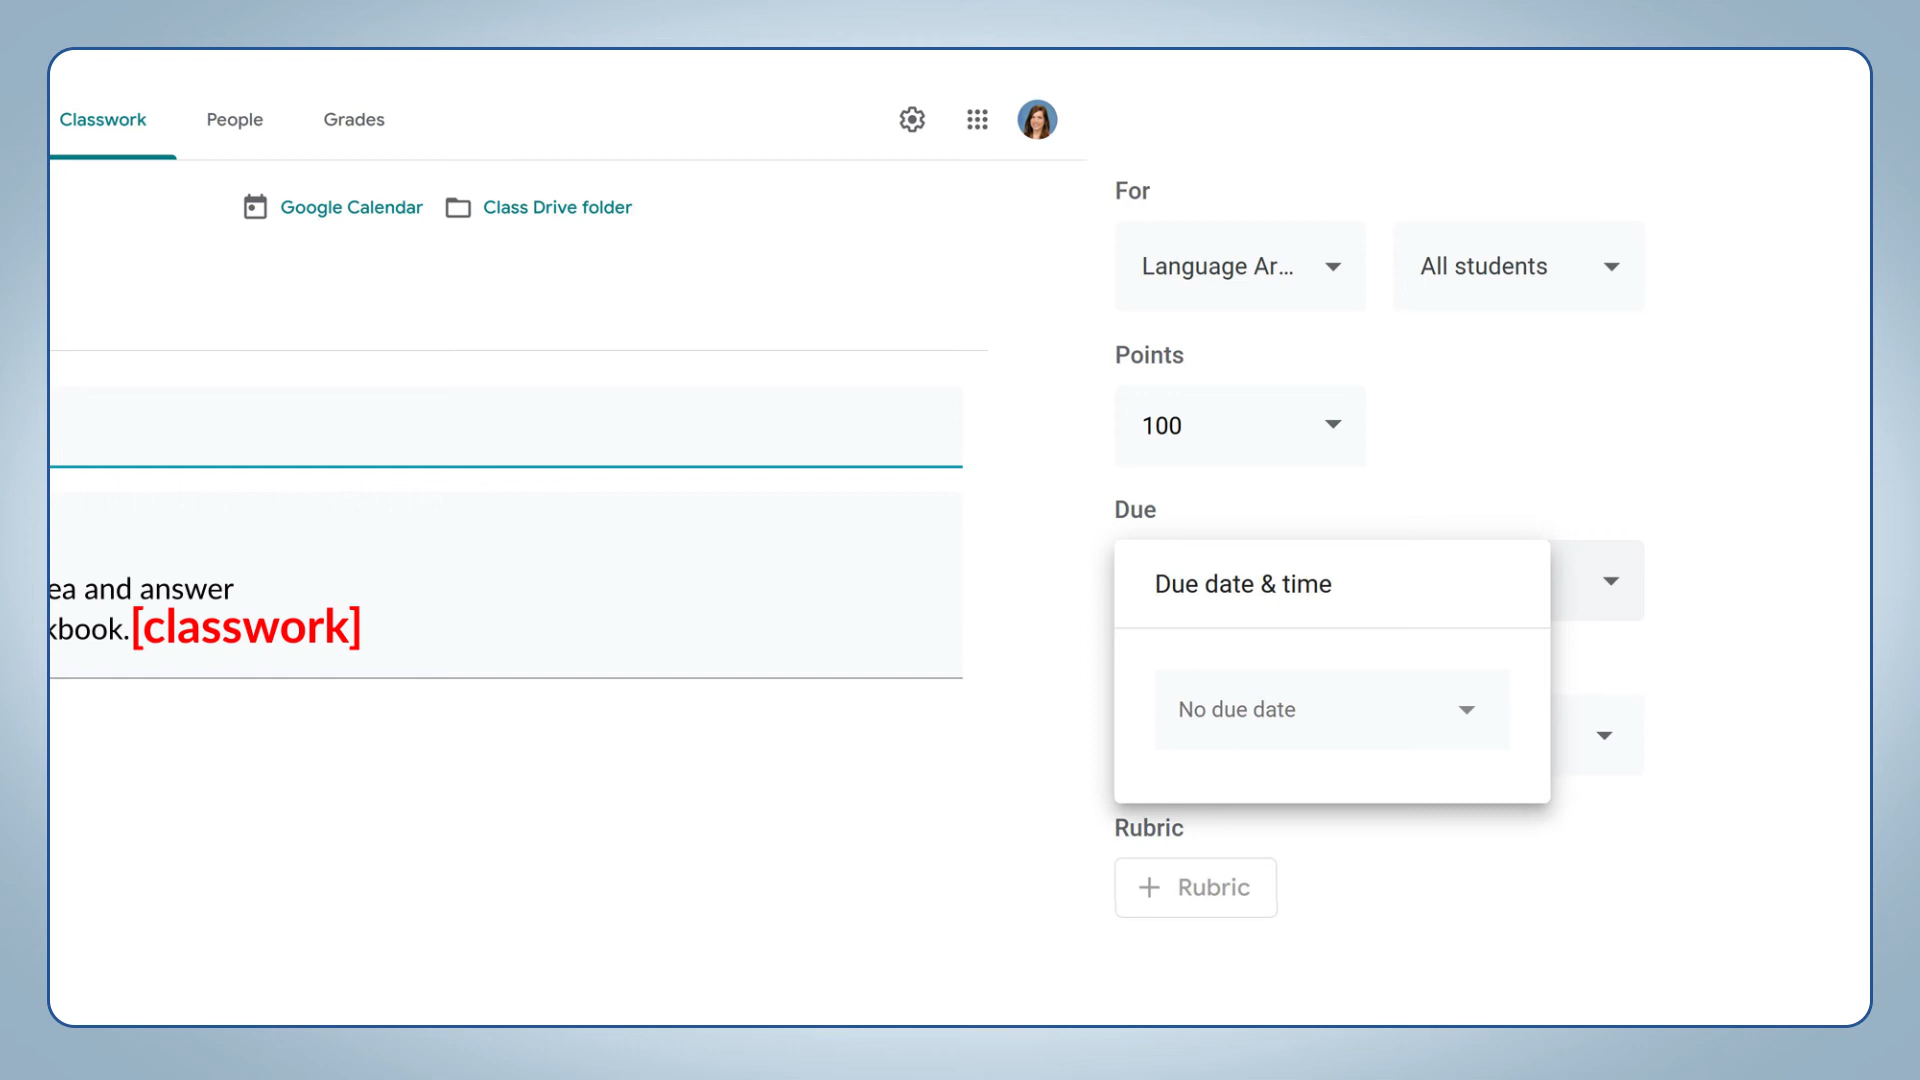 Classwork People Grades
Google Calendar Class Drive folder
ea and answer
kbook.[classwork]
For
Language Ar... All students
Points
100
Due
Due date & time
No due date
Rubric
+ Rubric